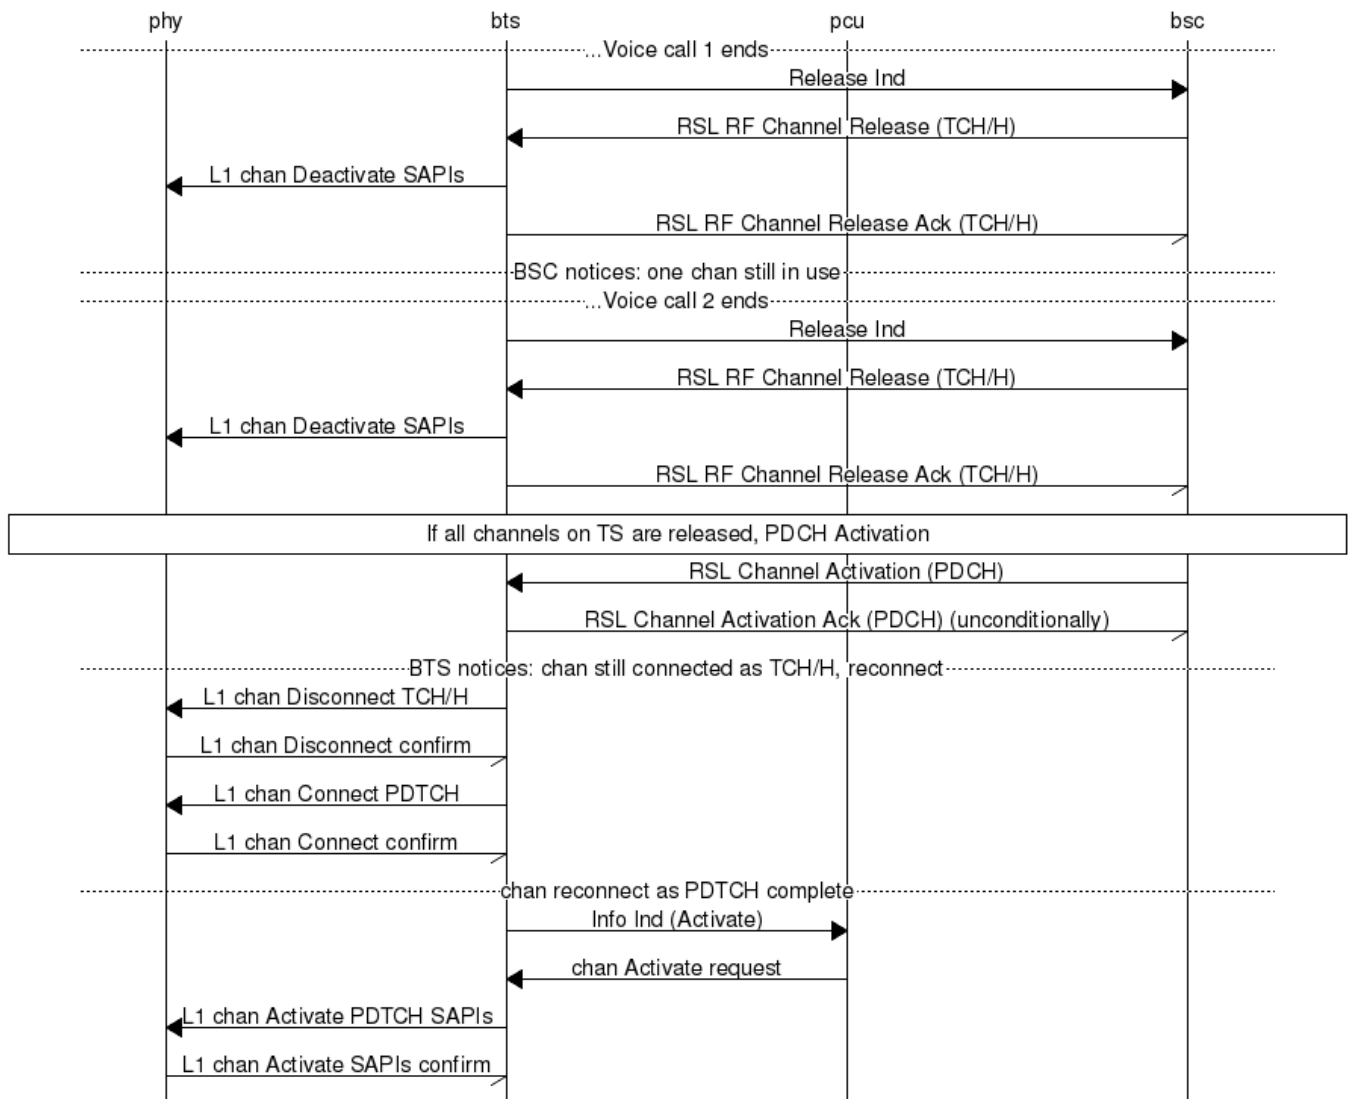 phy bts pcu bsc
...Voice call 1 ends
Release Ind
RSL RF Channel Release (TCH/H)
L1 chan Deactivate SAPIs
RSL RF Channel Release Ack (TCH/H)
BSC notices: one chan still in use
...Voice call 2 ends
Release Ind
RSL RF Channel Release (TCH/H)
L1 chan Deactivate SAPIs
RSL RF Channel Release Ack (TCH/H)
If all channels on TS are released, PDCH Activation
RSL Channel Activation (PDCH)
RSL Channel Activation Ack (PDCH) (unconditionally)
BTS notices: chan still connected as TCH/H, reconnect
L1 chan Disconnect TCH/H
L1 chan Disconnect confirm
L1 chan Connect PDTCH
L1 chan Connect confirm
chan reconnect as PDTCH complete
Info Ind (Activate)
chan Activate request
L1 chan Activate PDTCH SAPIs
L1 chan Activate SAPIs confirm